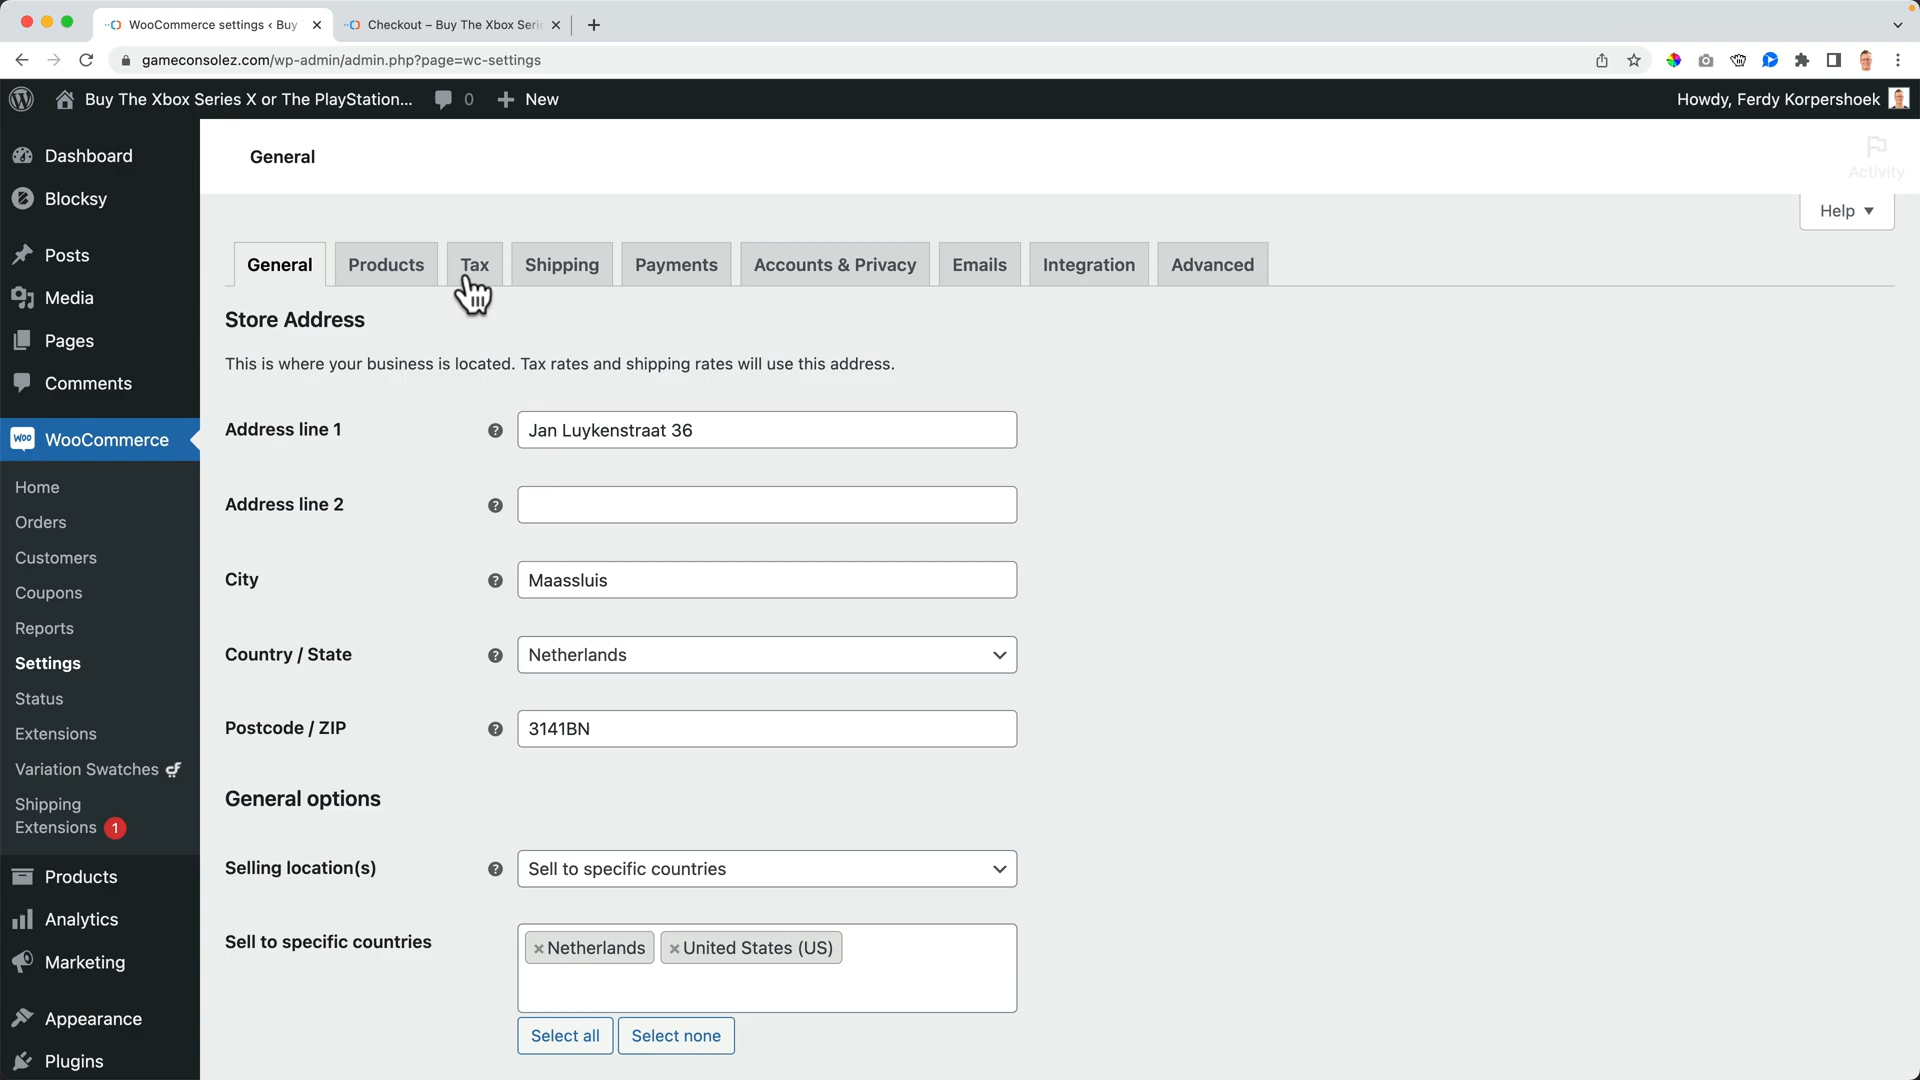 WooCommerce settings ‹ Buy
Checkout – Buy The Xbox Seri
gameconsolez.com/wp-admin/admin.php?page=wc-settings
Buy The Xbox Series X or The PlayStation...
0
New
Howdy, Ferdy Korpershoek
Dashboard
Blocksy
Posts
Media
Pages
Comments
Woo
WooCommerce
Home
Orders
Customers
Coupons
Reports
Settings
Status
Extensions
Variation Swatches
Shipping
Extensions 1
Products
Analytics
Marketing
Appearance
Plugins
General
Activity
Help
General
Products
Tax
Shipping
Payments
Accounts & Privacy
Emails
Integration
Advanced
Store Address
This is where your business is located. Tax rates and shipping rates will use this address.
Address line 1
Jan Luykenstraat 36
Address line 2
City
Maassluis
Country / State
Netherlands
Postcode / ZIP
3141BN
General options
Selling location(s)
Sell to specific countries
Sell to specific countries
×Netherlands
×United States (US)
Select all
Select none